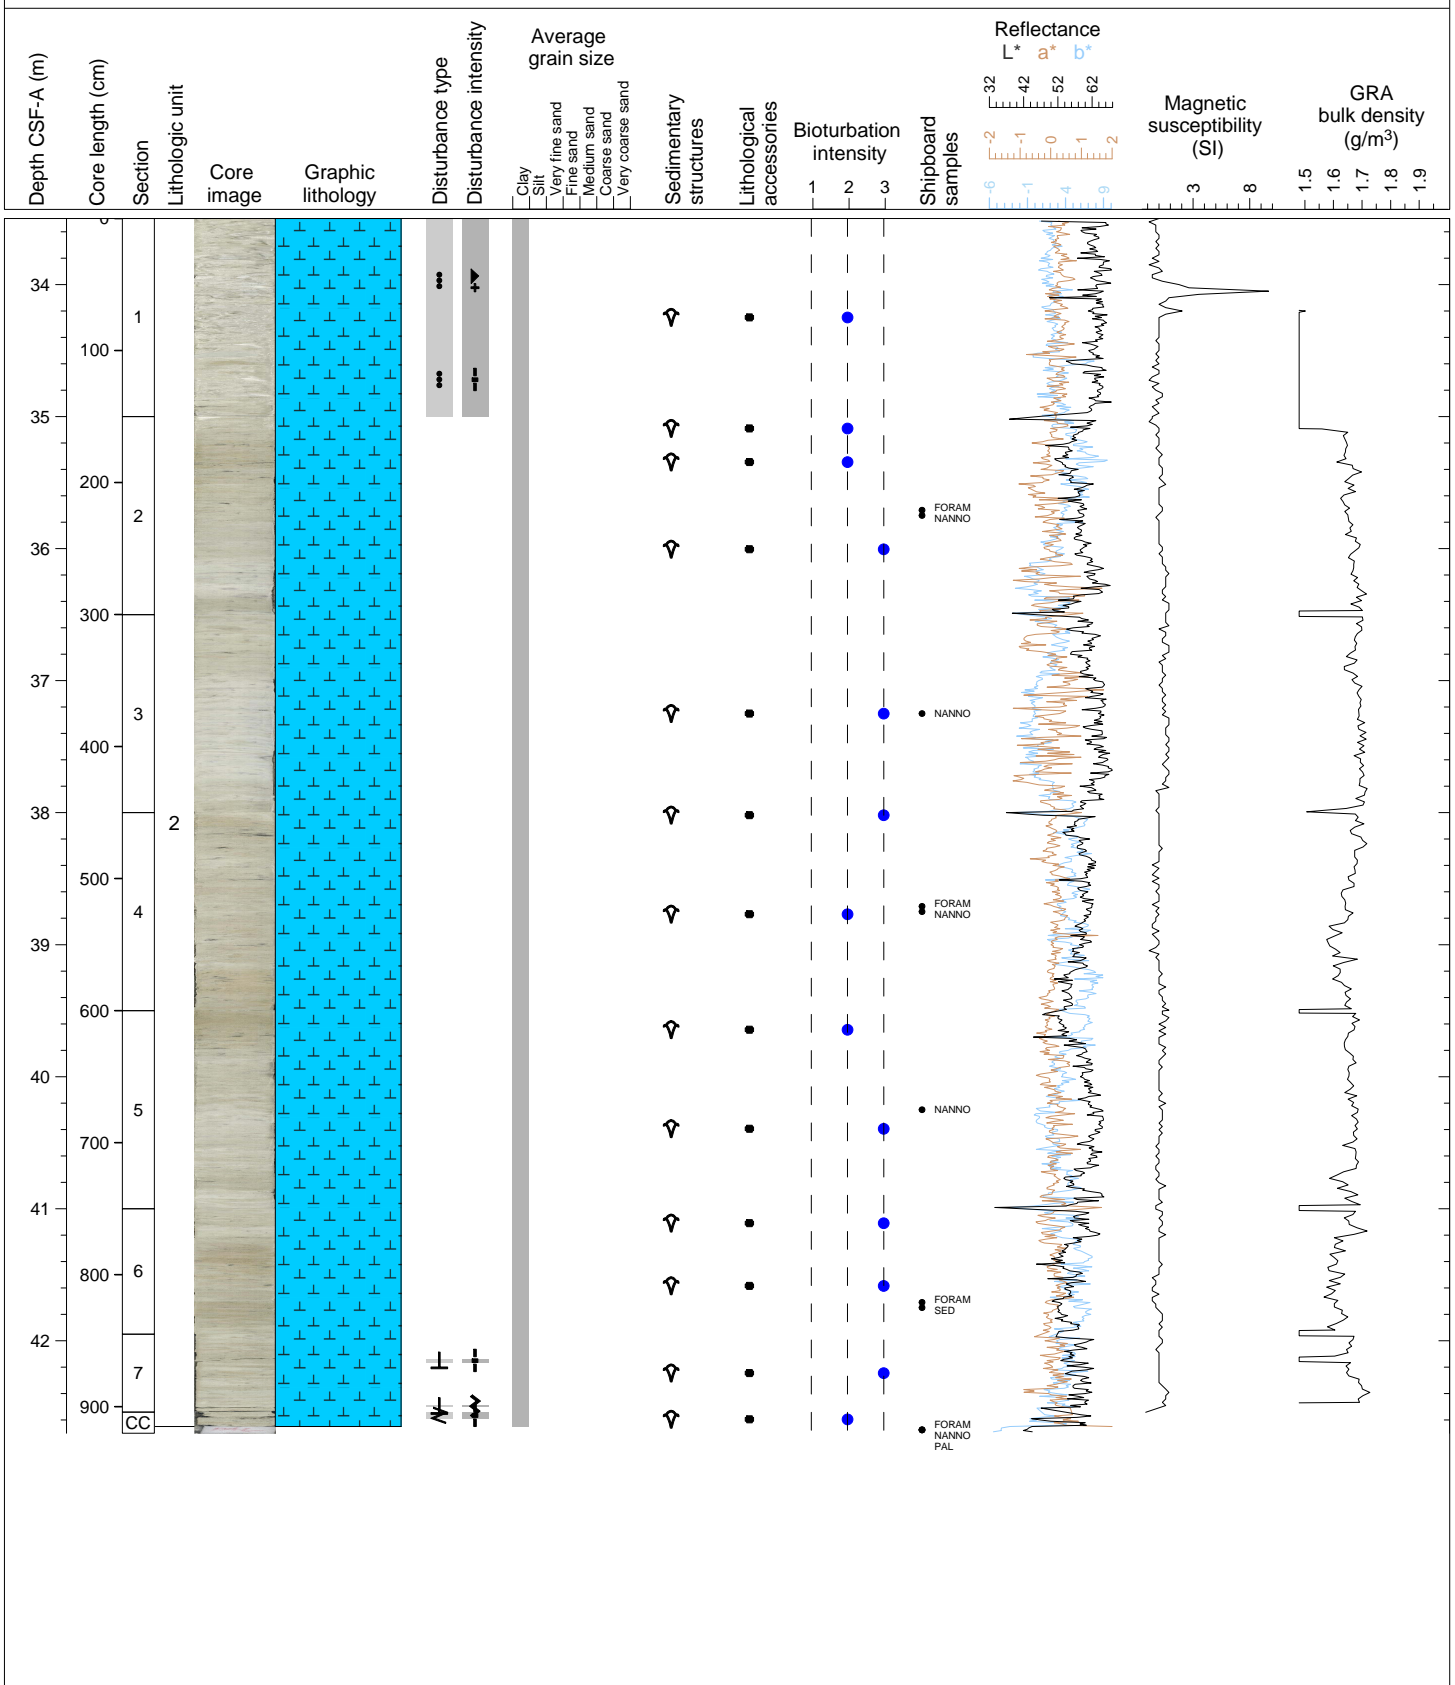 Depth CSF-A (m)
Core length (cm)
Section
Lithologic unit
Core
image
Graphic
lithology
Disturbance type
Disturbance intensity
Average
grain size
Clay
Silt
Very fine sand
Fine sand
Medium sand
Coarse sand
Very coarse sand
Sedimentary
structures
Lithological
accessories
Bioturbation
intensity
1 2 3
Shipboard
samples
Reflectance
L* a* b*
32 42 52 62
-2 -1 0 1 2
-6 -1 4 9
Magnetic
susceptibility
(SI)
3 8
GRA
bulk density
(g/m³)
1.5 1.6 1.7 1.8 1.9
0
34
1
100
35
200
2
FORAM
NANNO
36
300
37
3
NANNO
400
38
2
500
4
FORAM
NANNO
39
600
40
5
NANNO
700
41
6
800
FORAM
SED
42
7
900
CC
FORAM
NANNO
PAL